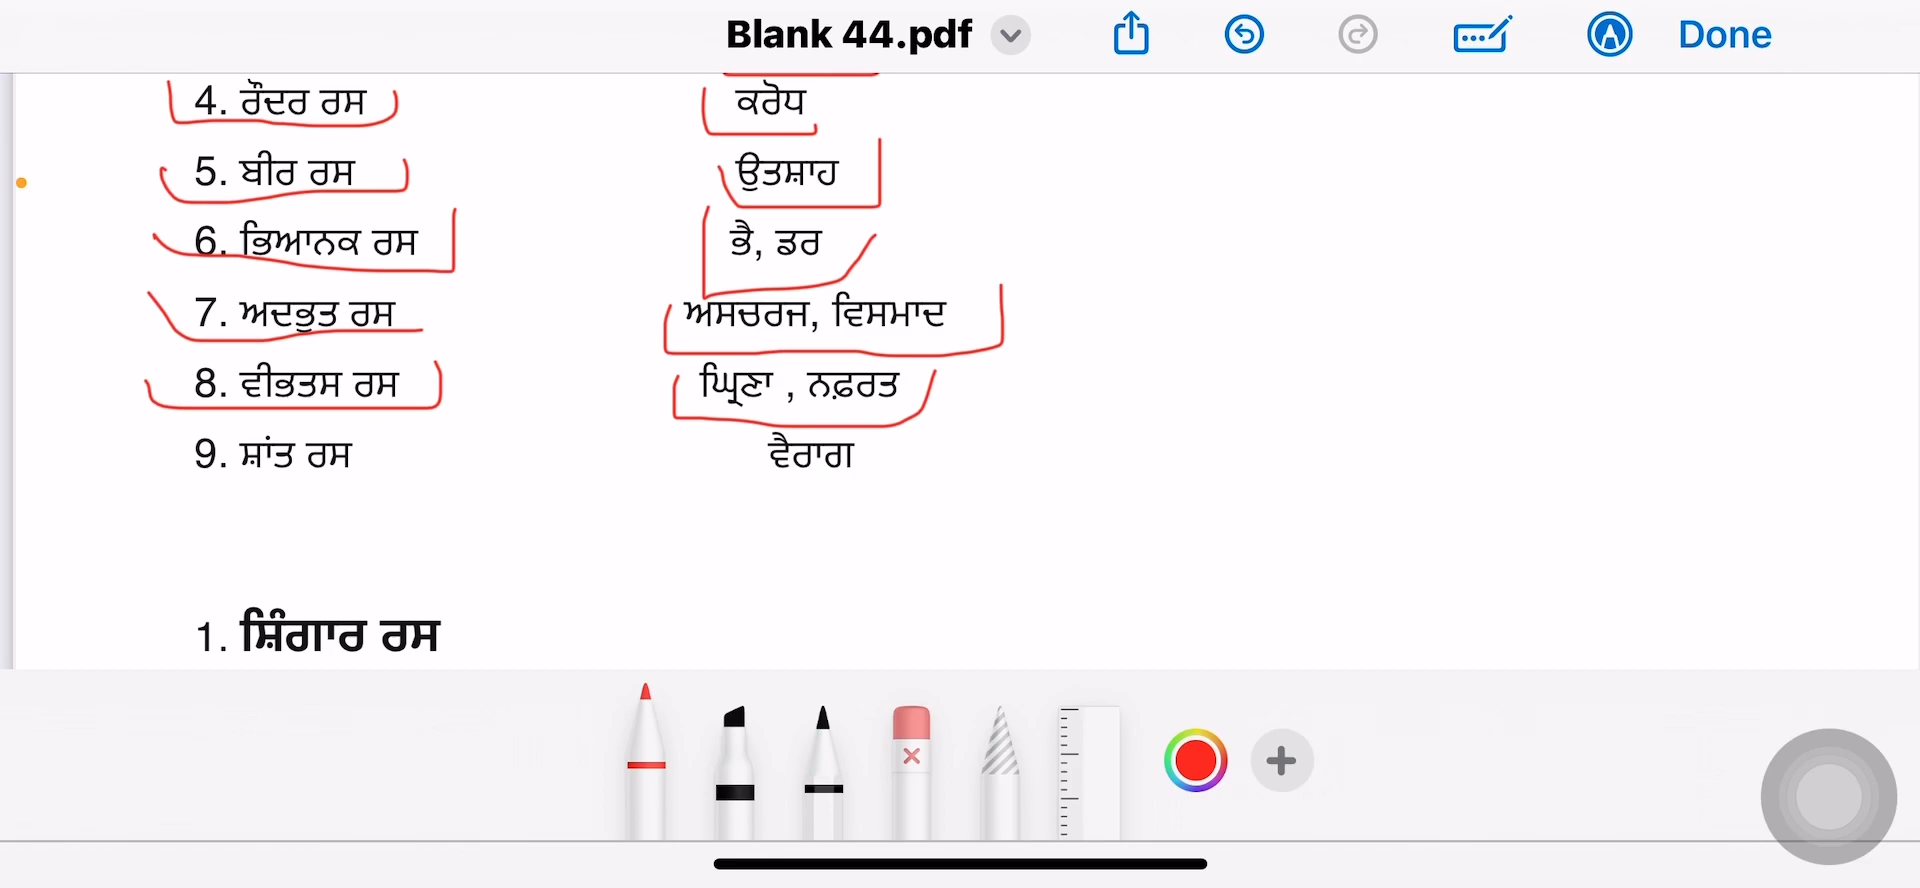 Blank 44.pdf
Done
4. ਰੌਦਰ ਰਸ ਕਰੋਧ
5. ਬੀਰ ਰਸ ਉਤਸ਼ਾਹ
6. ਭਿਆਨਕ ਰਸ ਭੈ, ਡਰ
7. ਅਦਭੁਤ ਰਸ ਅਸਚਰਜ, ਵਿਸਮਾਦ
8. ਵੀਭਤਸ ਰਸ ਘ੍ਰਿਣਾ , ਨਫ਼ਰਤ
9. ਸ਼ਾਂਤ ਰਸ ਵੈਰਾਗ
1. ਸ਼ਿੰਗਾਰ ਰਸ